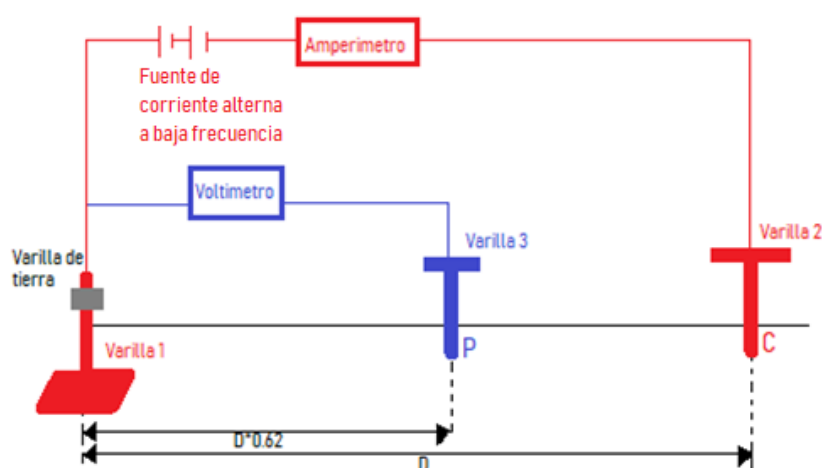 Amperimetro
Fuente de
corriente alterna
a baja frecuencia
Voltimetro
Varilla 3
Varilla 2
Varilla de
tierra
Varilla 1
P
C
D*0.62
D